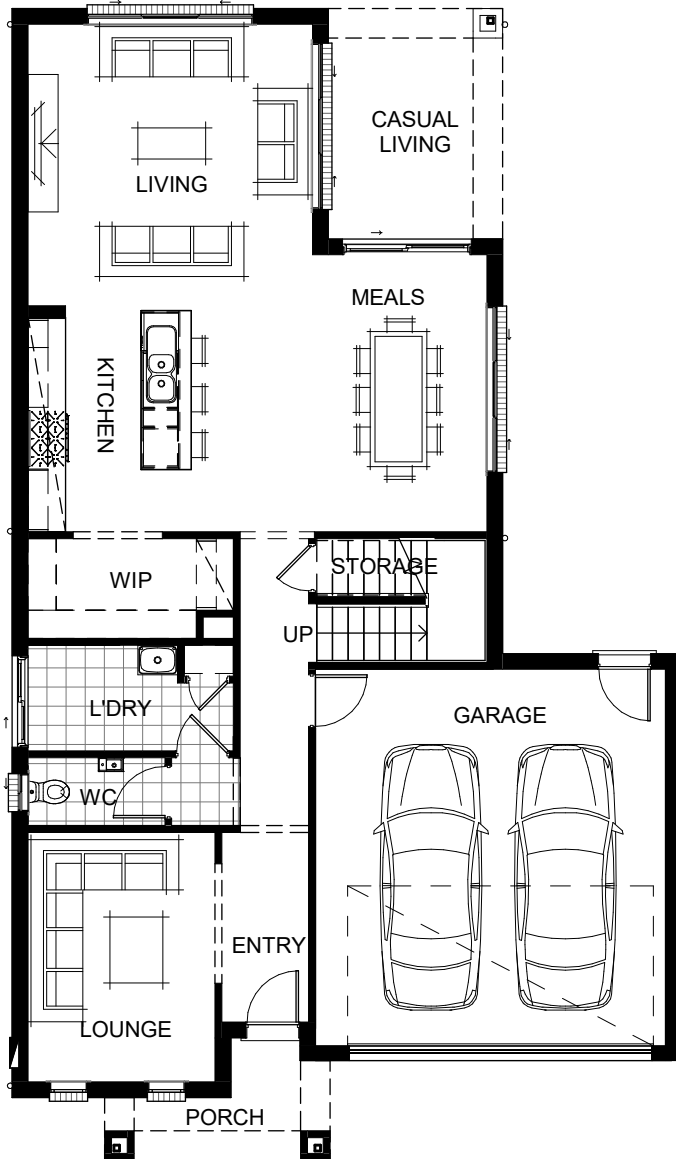 CASUAL
LIVING
LIVING
MEALS
KITCHEN
STORAGE
WIP
UP
L'DRY
GARAGE
WC
ENTRY
LOUNGE
PORCH